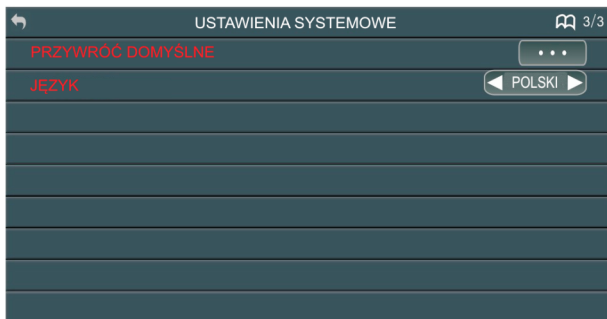 USTAWIENIA SYSTEMOWE 3/3
PRZYWRÓĆ DOMYŚLNE ...
JĘZYK POLSKI